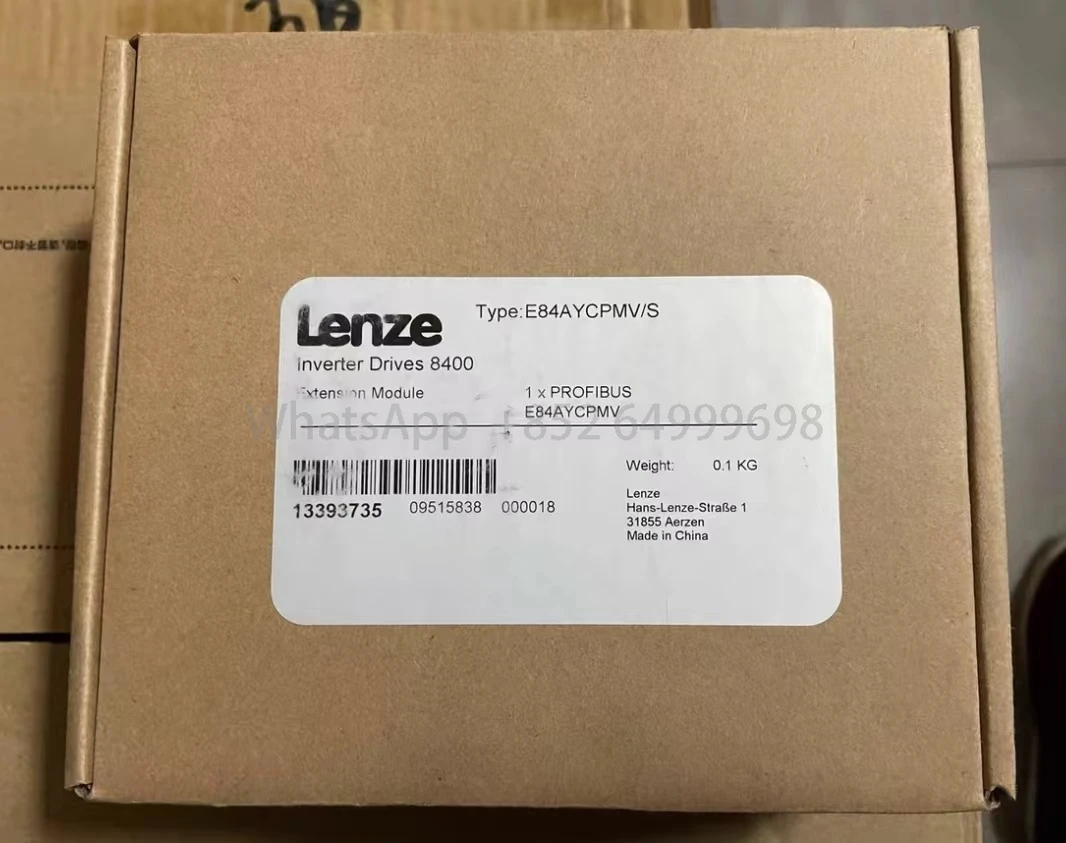 Lenze
Type:E84AYCPMV/S
Inverter Drives 8400
Extension Module
1 x PROFIBUS
E84AYCPMV
WhatsApp +852 64999698
13393735 09515838 000018
Weight: 0.1 KG
Lenze
Hans-Lenze-Straße 1
31855 Aerzen
Made in China